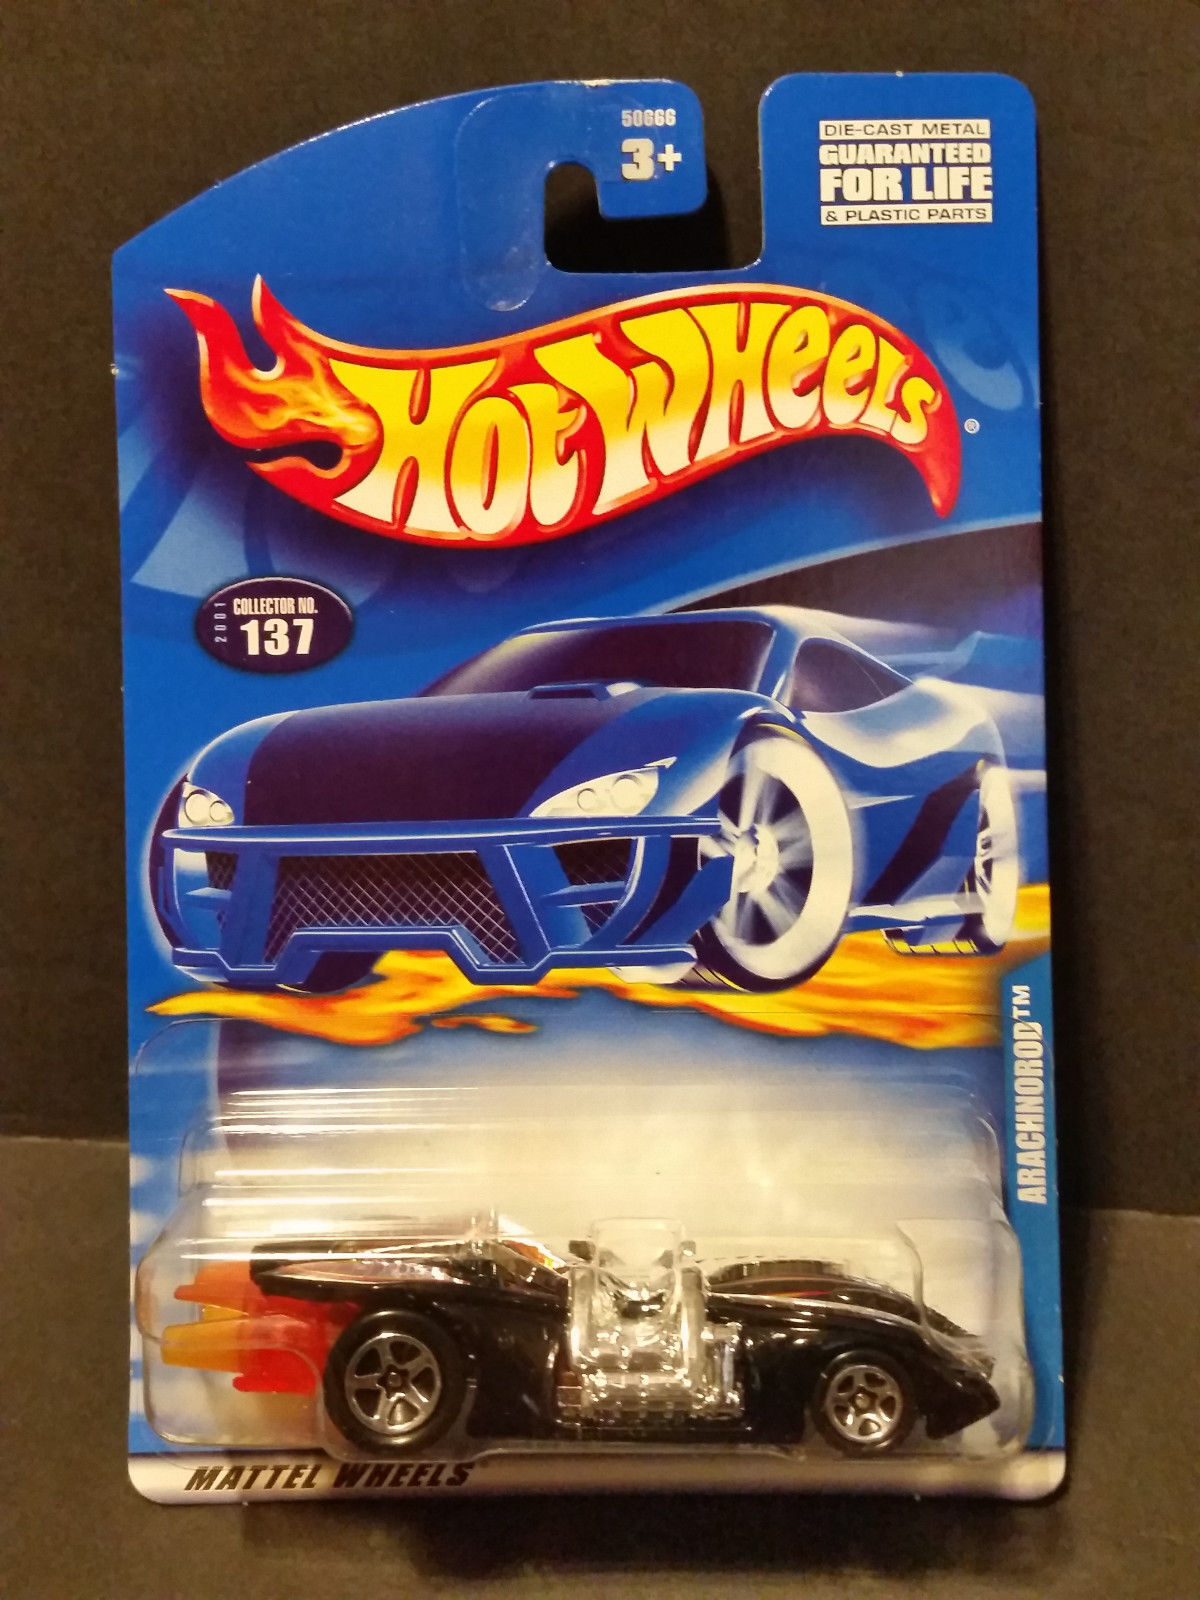 50666
3+
DIE-CAST METAL
GUARANTEED
FOR LIFE
& PLASTIC PARTS
HOT WHEELS®
2001
COLLECTOR NO.
137
ARACHNOROD™
MATTEL WHEELS